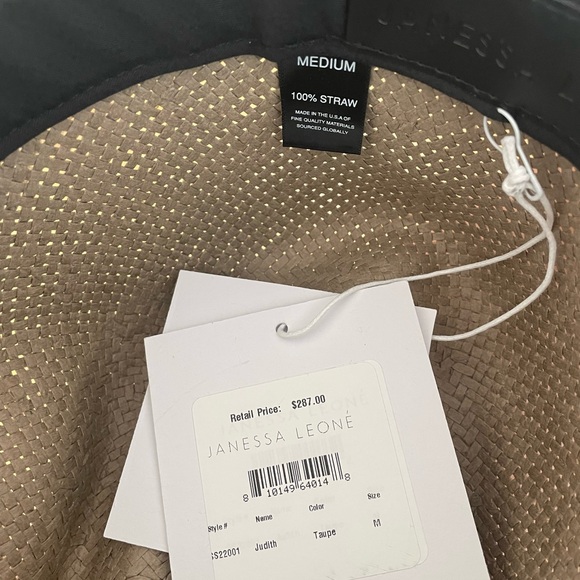 MEDIUM
100% STRAW
MADE IN THE U.S.A OF
FINE QUALITY MATERIALS
SOURCED GLOBALLY
Retail Price: $287.00
JANESSA LEONÉ
8 10149 64014 8
Style # Name Color Size
Judith Taupe M